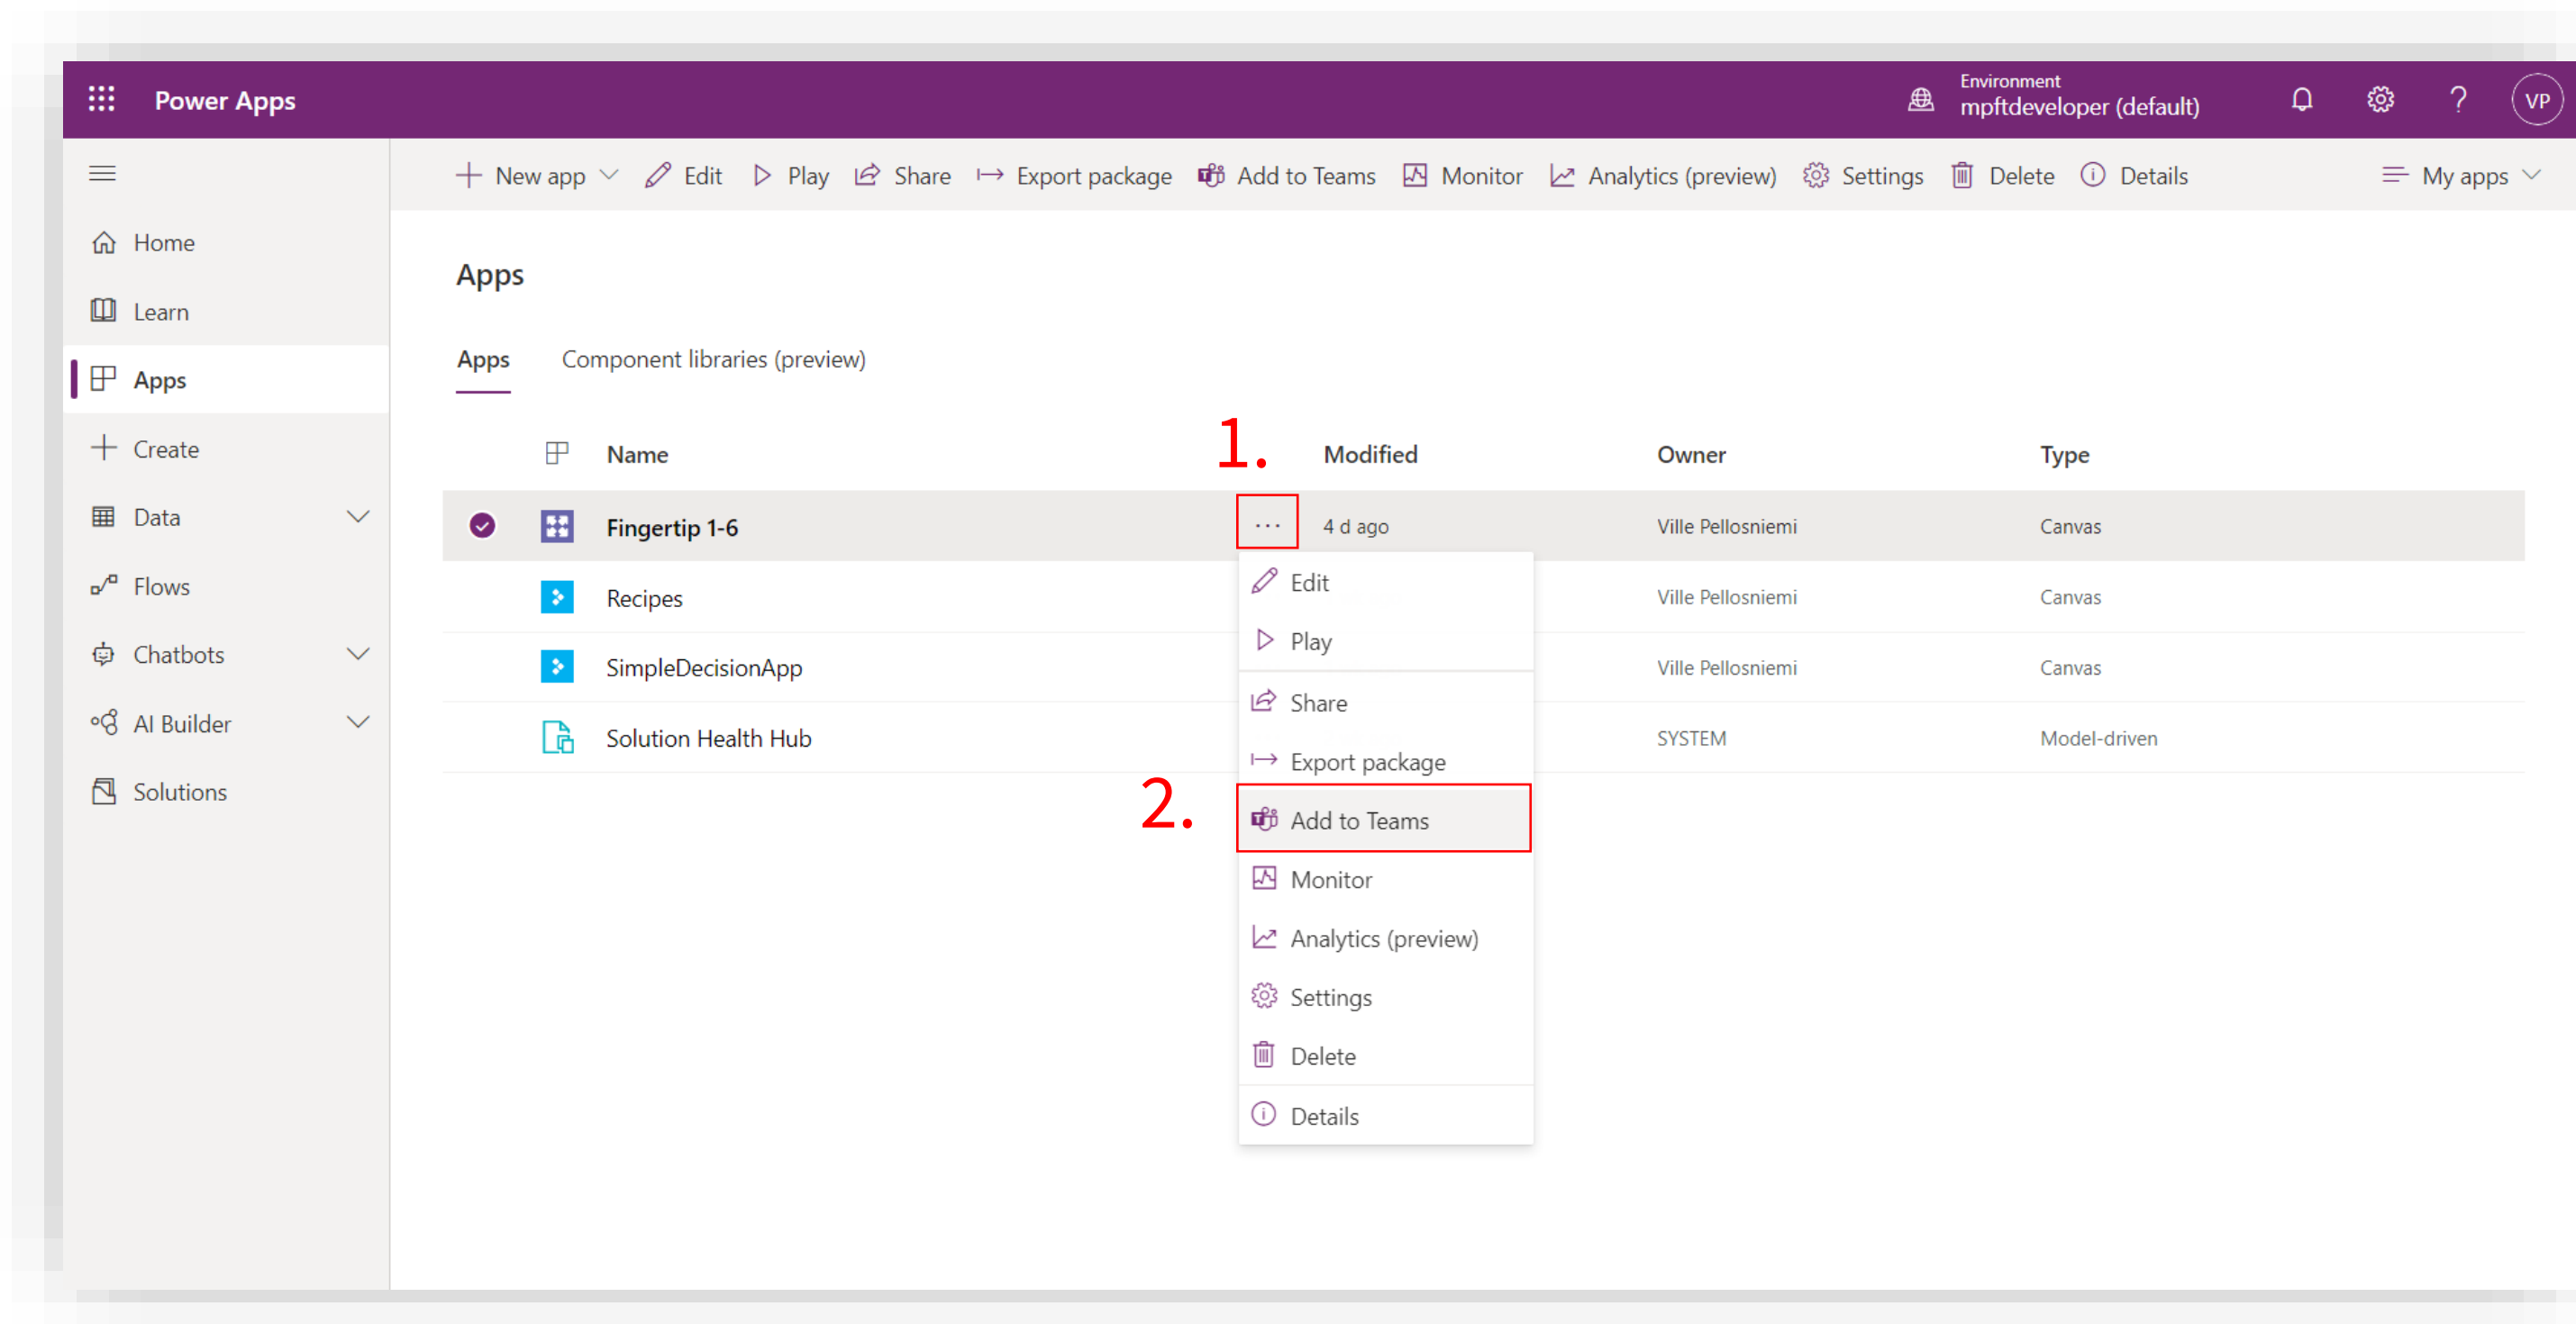 Power Apps
Environment
mpftdeveloper (default)
?
VP
New app
Edit
Play
Share
Export package
Add to Teams
Monitor
Analytics (preview)
Settings
Delete
Details
My apps
Home
Learn
Apps
Create
Data
Flows
Chatbots
AI Builder
Solutions
Apps
Apps
Component libraries (preview)
Name
1.
Modified
Owner
Type
Fingertip 1-6
...
4 d ago
Ville Pellosniemi
Canvas
Recipes
Ville Pellosniemi
Canvas
SimpleDecisionApp
Ville Pellosniemi
Canvas
Solution Health Hub
SYSTEM
Model-driven
Edit
Play
Share
Export package
2.
Add to Teams
Monitor
Analytics (preview)
Settings
Delete
Details